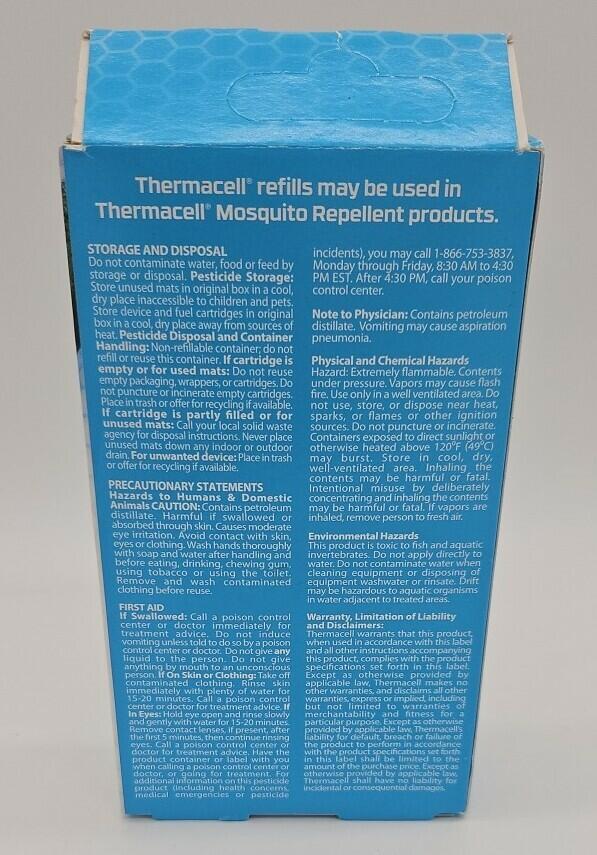 Thermacell® refills may be used in
Thermacell® Mosquito Repellent products.
STORAGE AND DISPOSAL
Do not contaminate water, food or feed by
storage or disposal. Pesticide Storage:
Store unused mats in original box in a cool,
dry place inaccessible to children and pets.
Store device and fuel cartridges in original
box in a cool, dry place away from sources of
heat. Pesticide Disposal and Container
Handling: Non-refillable container; do not
refill or reuse this container. If cartridge is
empty or for used mats: Do not reuse
empty packaging, wrappers, or cartridges. Do
not puncture or incinerate empty cartridges.
Place in trash or offer for recycling if available.
If cartridge is partly filled or for
unused mats: Call your local solid waste
agency for disposal instructions. Never place
unused mats down any indoor or outdoor
drain. For unwanted device: Place in trash
or offer for recycling if available.
PRECAUTIONARY STATEMENTS
Hazards to Humans & Domestic
Animals CAUTION: Contains petroleum
distillate. Harmful if swallowed or
absorbed through skin. Causes moderate
eye irritation. Avoid contact with skin,
eyes or clothing. Wash hands thoroughly
with soap and water after handling and
before eating, drinking, chewing gum,
using tobacco or using the toilet.
Remove and wash contaminated
clothing before reuse.
FIRST AID
If Swallowed: Call a poison control
center or doctor immediately for
treatment advice. Do not induce
vomiting unless told to do so by a poison
control center or doctor. Do not give any
liquid to the person. Do not give
anything by mouth to an unconscious
person. If On Skin or Clothing: Take off
contaminated clothing. Rinse skin
immediately with plenty of water for
15-20 minutes. Call a poison control
center or doctor for treatment advice. If
In Eyes: Hold eye open and rinse slowly
and gently with water for 15-20 minutes.
Remove contact lenses, if present, after
the first 5 minutes, then continue rinsing
eyes. Call a poison control center or
doctor for treatment advice. Have the
product container or label with you
when calling a poison control center or
doctor, or going for treatment. For
additional information on this pesticide
product (including health concerns,
medical emergencies or pesticide
incidents), you may call 1-866-753-3837,
Monday through Friday, 8:30 AM to 4:30
PM EST. After 4:30 PM, call your poison
control center.
Note to Physician: Contains petroleum
distillate. Vomiting may cause aspiration
pneumonia.
Physical and Chemical Hazards
Hazard: Extremely flammable. Contents
under pressure. Vapors may cause flash
fire. Use only in a well ventilated area. Do
not use, store, or dispose near heat,
sparks, or flames or other ignition
sources. Do not puncture or incinerate.
Containers exposed to direct sunlight or
otherwise heated above 120°F (49°C)
may burst. Store in cool, dry,
well-ventilated area. Inhaling the
contents may be harmful or fatal.
Intentional misuse by deliberately
concentrating and inhaling the contents
may be harmful or fatal. If vapors are
inhaled, remove person to fresh air.
Environmental Hazards
This product is toxic to fish and aquatic
invertebrates. Do not apply directly to
water. Do not contaminate water when
cleaning equipment or disposing of
equipment washwater or rinsate. Drift
may be hazardous to aquatic organisms
in water adjacent to treated areas.
Warranty, Limitation of Liability
and Disclaimers:
Thermacell warrants that this product,
when used in accordance with this label
and all other instructions accompanying
this product, complies with the product
specifications set forth in this label.
Except as otherwise provided by
applicable law, Thermacell makes no
other warranties, and disclaims all other
warranties, express or implied, including
but not limited to warranties of
merchantability and fitness for a
particular purpose. Except as otherwise
provided by applicable law, Thermacell's
liability for default, breach or failure of
the product to perform in accordance
with the product specifications set forth
in this label shall be limited to the
amount of the purchase price. Except as
otherwise provided by applicable law,
Thermacell shall have no liability for
incidental or consequential damages.